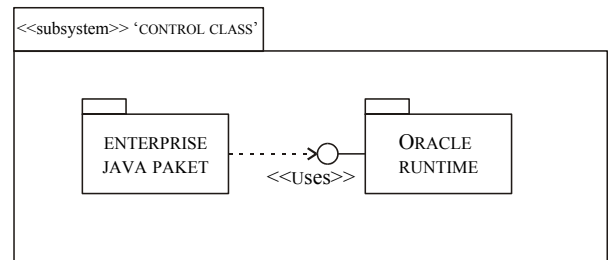 <<subsystem>> ‘CONTROL CLASS’
ENTERPRISE
JAVA PAKET
<<Uses>>
ORACLE
RUNTIME